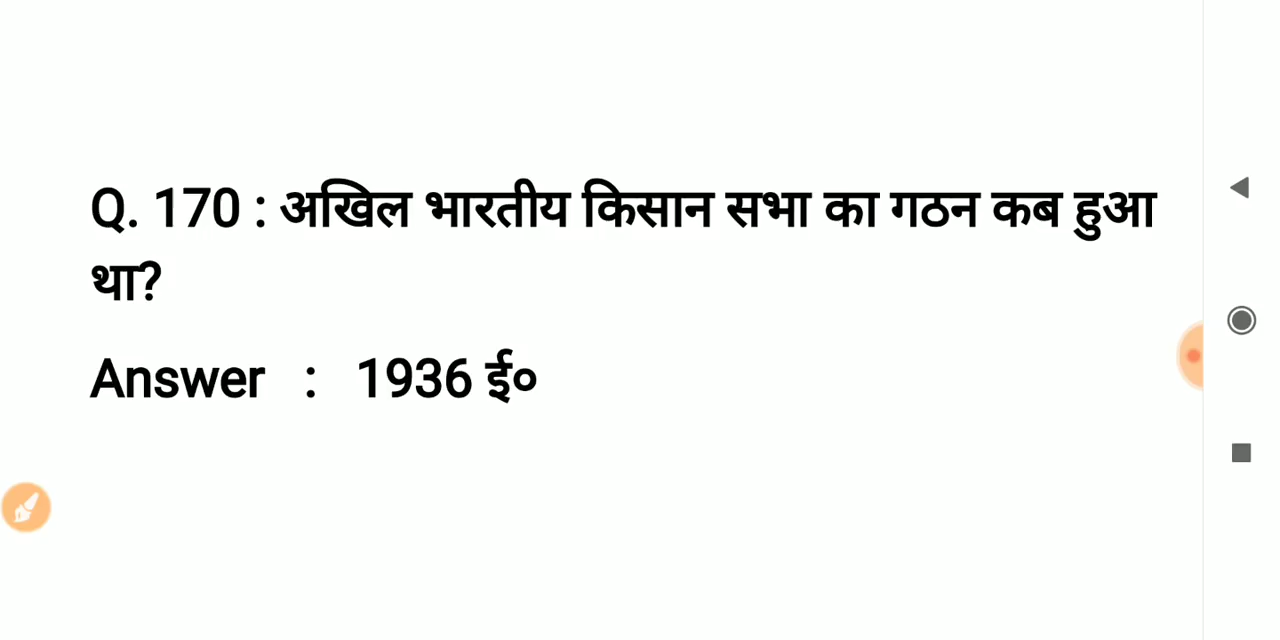 Q. 170 : अखिल भारतीय किसान सभा का गठन कब हुआ
था?
Answer : 1936 ई०